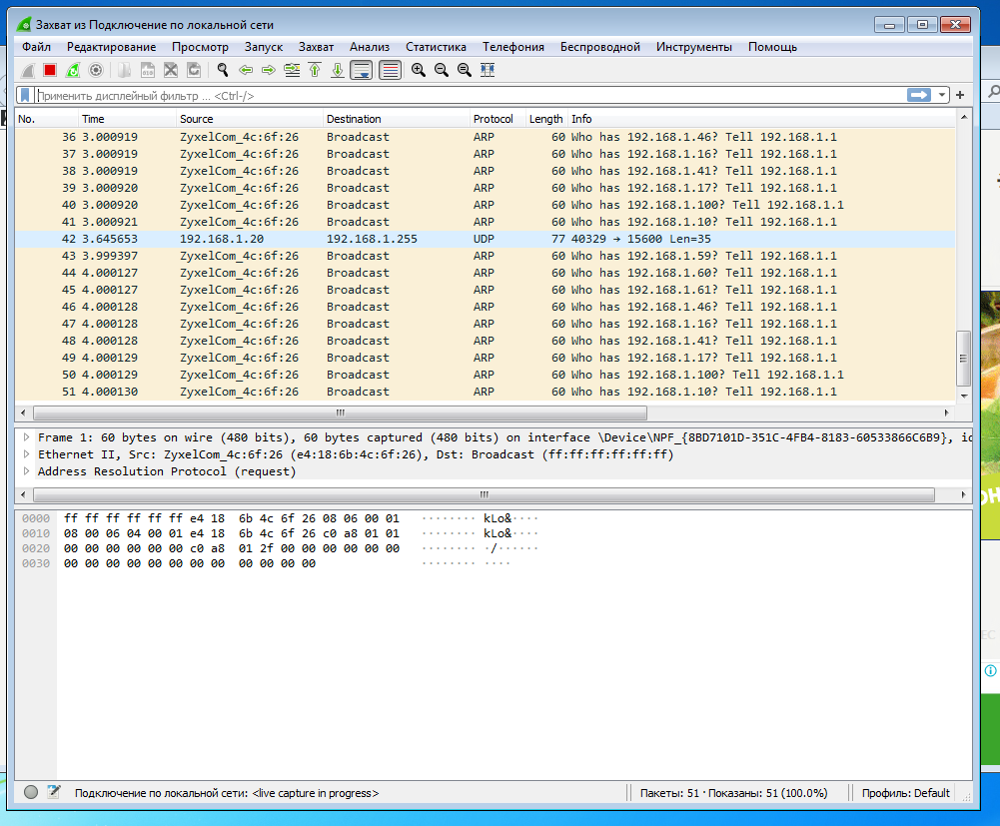 Захват из Подключение по локальной сети
Файл Редактирование Просмотр Запуск Захват Анализ Статистика Телефония Беспроводной Инструменты Помощь
Применить дисплейный фильтр … <Ctrl-/>
No. Time Source Destination Protocol Length Info
36 3.000919 ZyxelCom_4c:6f:26 Broadcast ARP 60 Who has 192.168.1.46? Tell 192.168.1.1
37 3.000919 ZyxelCom_4c:6f:26 Broadcast ARP 60 Who has 192.168.1.16? Tell 192.168.1.1
38 3.000919 ZyxelCom_4c:6f:26 Broadcast ARP 60 Who has 192.168.1.41? Tell 192.168.1.1
39 3.000920 ZyxelCom_4c:6f:26 Broadcast ARP 60 Who has 192.168.1.17? Tell 192.168.1.1
40 3.000920 ZyxelCom_4c:6f:26 Broadcast ARP 60 Who has 192.168.1.100? Tell 192.168.1.1
41 3.000921 ZyxelCom_4c:6f:26 Broadcast ARP 60 Who has 192.168.1.10? Tell 192.168.1.1
42 3.645653 192.168.1.20 192.168.1.255 UDP 77 40329 → 15600 Len=35
43 3.999397 ZyxelCom_4c:6f:26 Broadcast ARP 60 Who has 192.168.1.59? Tell 192.168.1.1
44 4.000127 ZyxelCom_4c:6f:26 Broadcast ARP 60 Who has 192.168.1.60? Tell 192.168.1.1
45 4.000127 ZyxelCom_4c:6f:26 Broadcast ARP 60 Who has 192.168.1.61? Tell 192.168.1.1
46 4.000128 ZyxelCom_4c:6f:26 Broadcast ARP 60 Who has 192.168.1.46? Tell 192.168.1.1
47 4.000128 ZyxelCom_4c:6f:26 Broadcast ARP 60 Who has 192.168.1.16? Tell 192.168.1.1
48 4.000128 ZyxelCom_4c:6f:26 Broadcast ARP 60 Who has 192.168.1.41? Tell 192.168.1.1
49 4.000129 ZyxelCom_4c:6f:26 Broadcast ARP 60 Who has 192.168.1.17? Tell 192.168.1.1
50 4.000129 ZyxelCom_4c:6f:26 Broadcast ARP 60 Who has 192.168.1.100? Tell 192.168.1.1
51 4.000130 ZyxelCom_4c:6f:26 Broadcast ARP 60 Who has 192.168.1.10? Tell 192.168.1.1
Frame 1: 60 bytes on wire (480 bits), 60 bytes captured (480 bits) on interface \Device\NPF_{8BD7101D-351C-4FB4-8183-60533866C6B9}, id
Ethernet II, Src: ZyxelCom_4c:6f:26 (e4:18:6b:4c:6f:26), Dst: Broadcast (ff:ff:ff:ff:ff:ff)
Address Resolution Protocol (request)
0000 ff ff ff ff ff ff e4 18 6b 4c 6f 26 08 06 00 01 ········ kLo&····
0010 08 00 06 04 00 01 e4 18 6b 4c 6f 26 c0 a8 01 01 ········ kLo&····
0020 00 00 00 00 00 00 c0 a8 01 2f 00 00 00 00 00 00 ········ ·/······
0030 00 00 00 00 00 00 00 00 00 00 00 00 ········ ····
Подключение по локальной сети: <live capture in progress> Пакеты: 51 · Показаны: 51 (100.0%) Профиль: Default